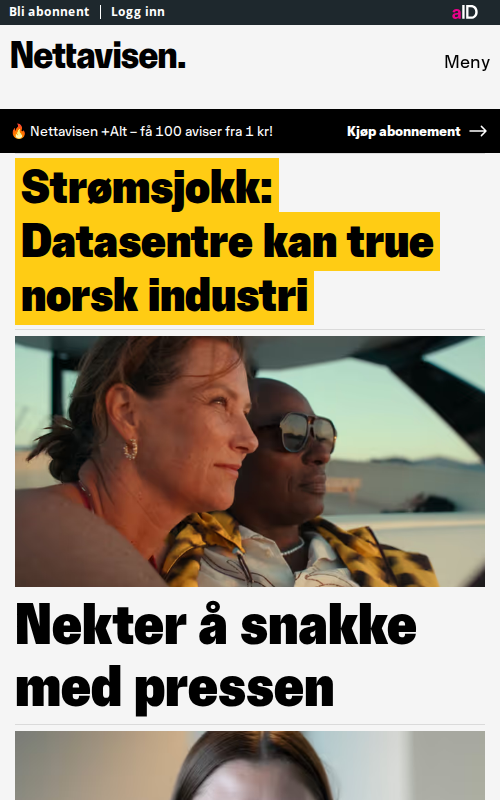 Bli abonnent | Logg inn
aID
Nettavisen.
Meny
🔥 Nettavisen +Alt – få 100 aviser fra 1 kr!
Kjøp abonnement →
Strømsjokk:
Datasentre kan true
norsk industri
Nekter å snakke
med pressen